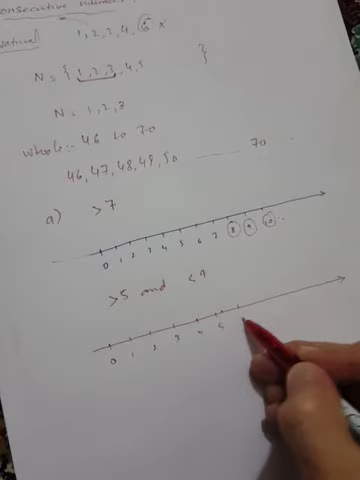 consecutive number
natural 1, 2, 3, 4, 6 x
N = { 1, 2, 3, 4, 5 }
N = 1, 2, 3
whole:- 46 to 70
46, 47, 48, 49, 50 ------ 70
a) > 7
0 1 2 3 4 5 6 7 8 9 10
> 5 and < 9
0 1 2 3 4 5